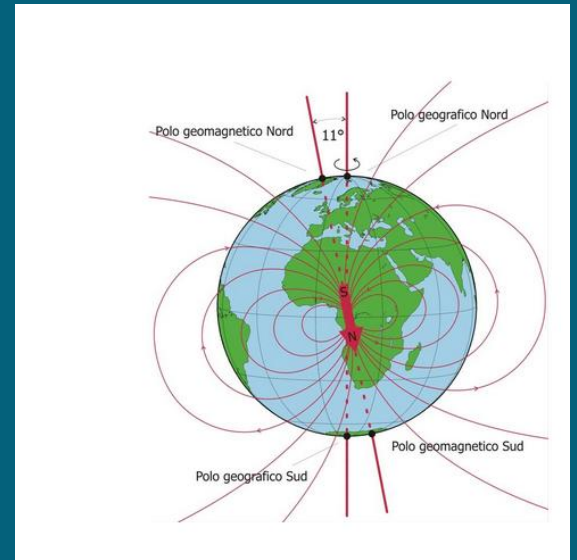 Polo geografico Nord
Polo geomagnetico Nord
11°
S
N
Polo geomagnetico Sud
Polo geografico Sud